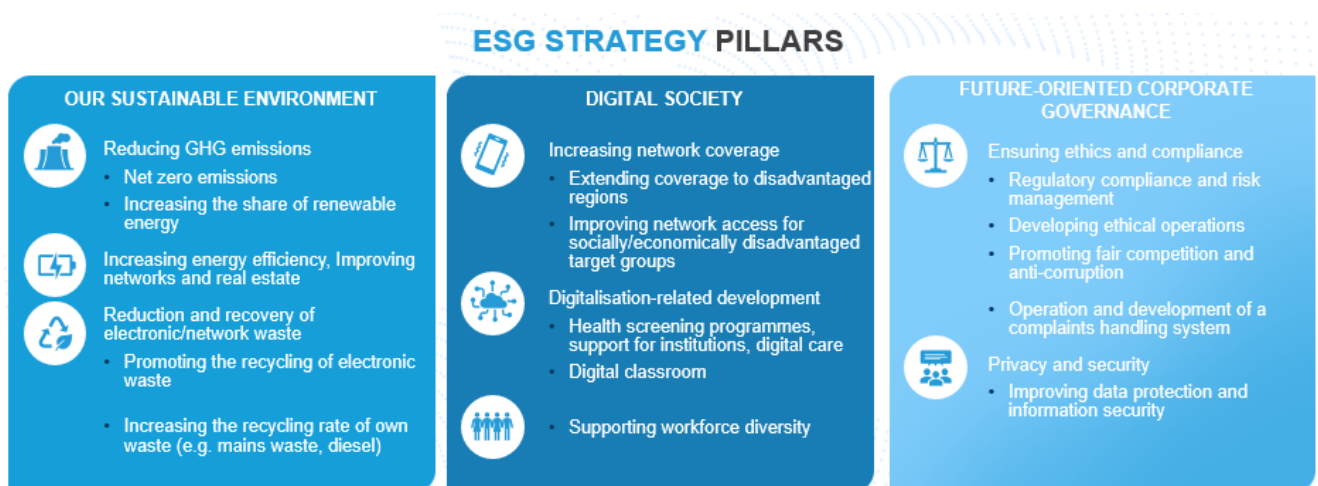 ESG STRATEGY PILLARS
OUR SUSTAINABLE ENVIRONMENT
Reducing GHG emissions
• Net zero emissions
• Increasing the share of renewable
energy
Increasing energy efficiency, Improving
networks and real estate
Reduction and recovery of
electronic/network waste
• Promoting the recycling of electronic
waste
• Increasing the recycling rate of own
waste (e.g. mains waste, diesel)
DIGITAL SOCIETY
Increasing network coverage
• Extending coverage to disadvantaged
regions
• Improving network access for
socially/economically disadvantaged
target groups
Digitalisation-related development
• Health screening programmes,
support for institutions, digital care
• Digital classroom
• Supporting workforce diversity
FUTURE-ORIENTED CORPORATE
GOVERNANCE
Ensuring ethics and compliance
• Regulatory compliance and risk
management
• Developing ethical operations
• Promoting fair competition and
anti-corruption
• Operation and development of a
complaints handling system
Privacy and security
• Improving data protection and
information security